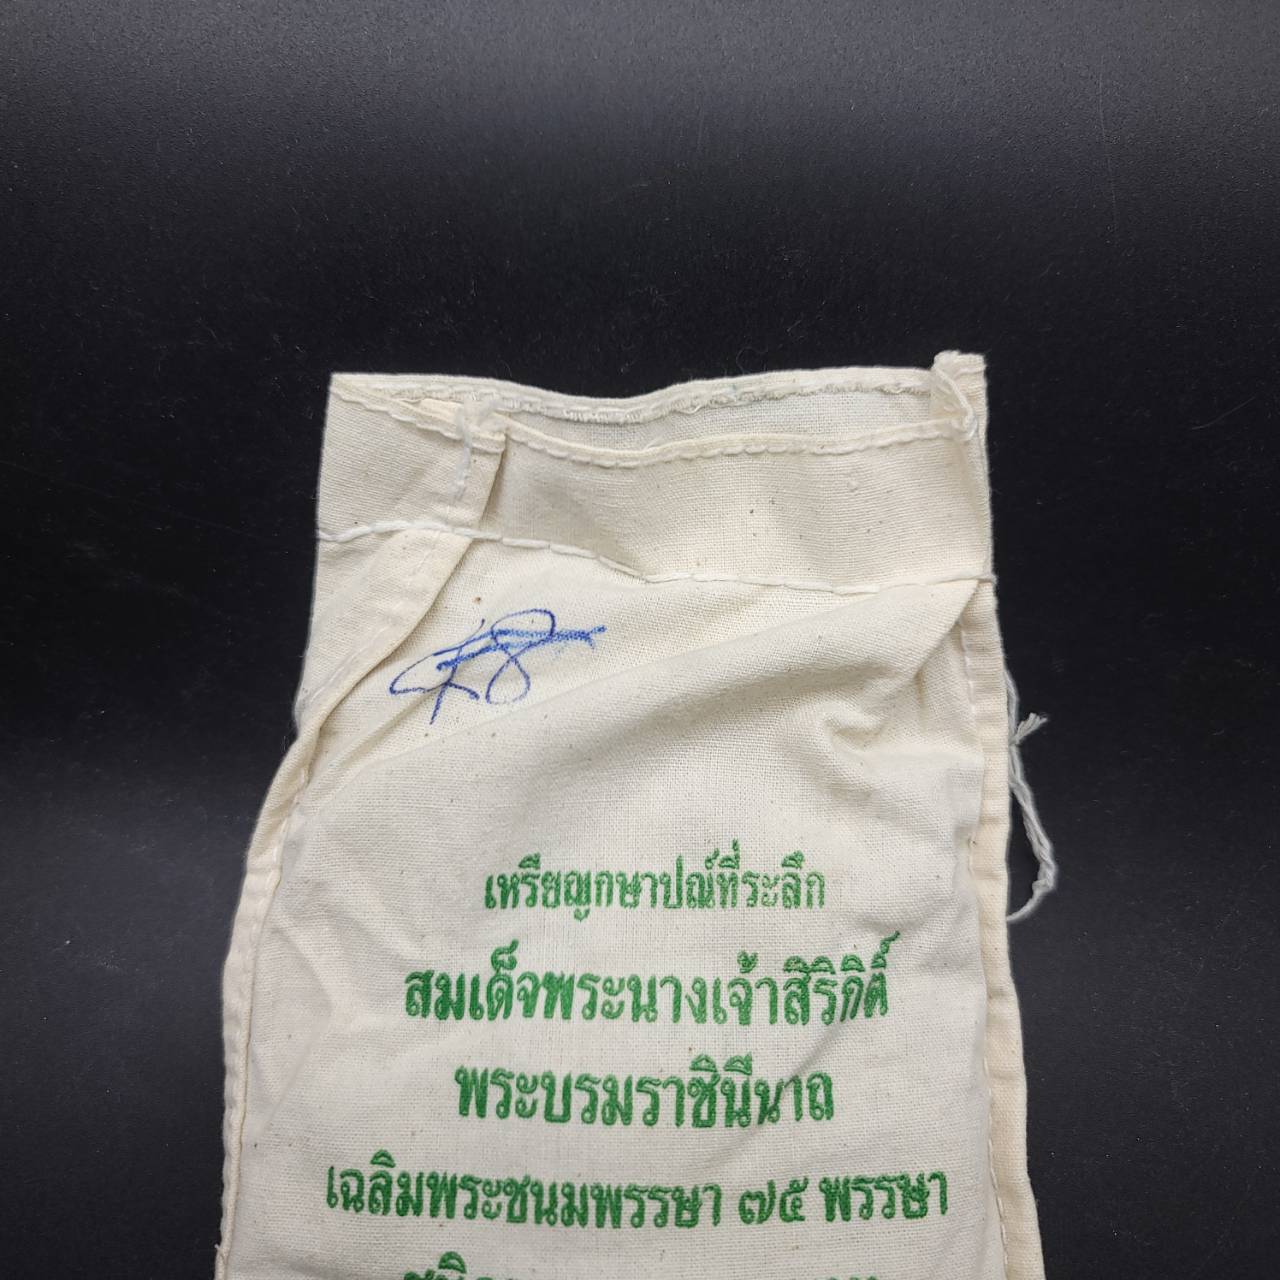 เหรียญกษาปณ์ที่ระลึก
สมเด็จพระนางเจ้าสิริกิติ์
พระบรมราชินีนาถ
เฉลิมพระชนมพรรษา ๗๕ พรรษา